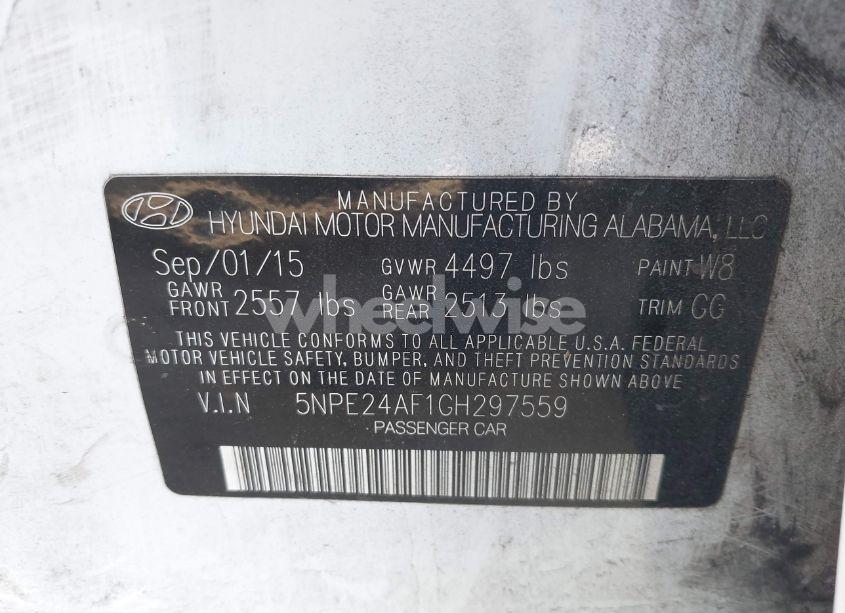 MANUFACTURED BY
HYUNDAI MOTOR MANUFACTURING ALABAMA, LLC
Sep/01/15 GVWR 4497 lbs PAINT W8
GAWR FRONT 2557 lbs GAWR REAR 2513 lbs TRIM GG
wheelwise
THIS VEHICLE CONFORMS TO ALL APPLICABLE U.S.A. FEDERAL
MOTOR VEHICLE SAFETY, BUMPER, AND THEFT PREVENTION STANDARDS
IN EFFECT ON THE DATE OF MANUFACTURE SHOWN ABOVE
V.I.N 5NPE24AF1GH297559
PASSENGER CAR